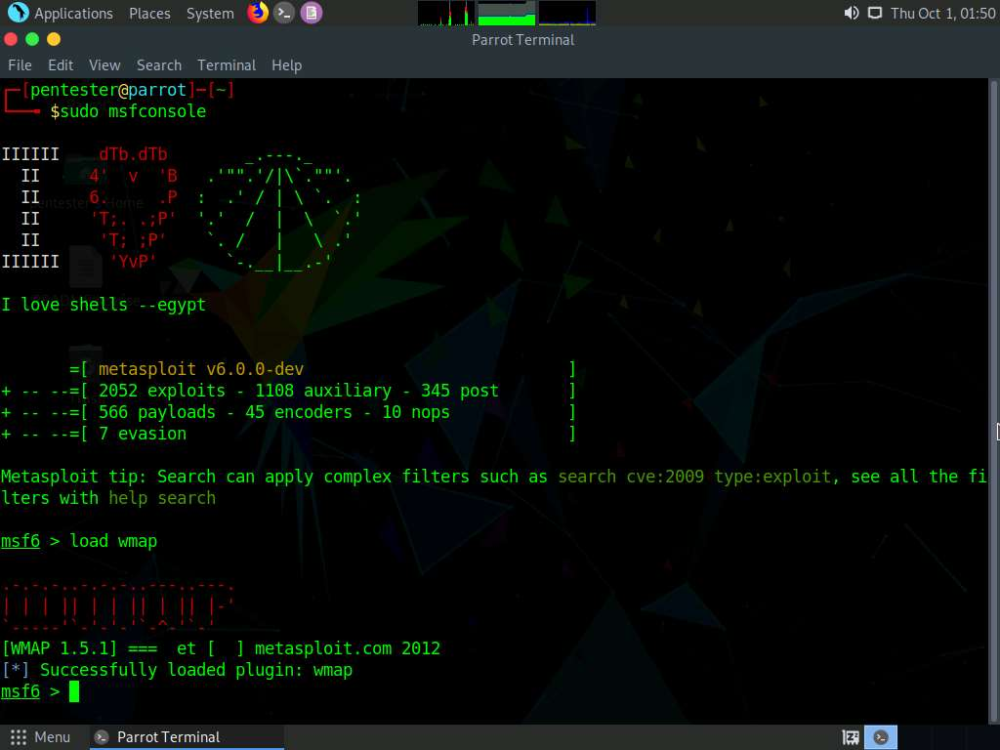 Applications Places System Thu Oct 1, 01:50
Parrot Terminal
File Edit View Search Terminal Help
┌─[pentester@parrot]─[~]
└──╼ $sudo msfconsole
IIIIII    dTb.dTb        _.---._
  II     4'  v  'B   .'"".'/|\`.""'.
  II     6.     .P  :  .' / | \ `.  :
  II     'T;. .;P'  '.'  /  |  \  `.'
  II      'T; ;P'    `. /   |   \ .'
IIIIII     'YvP'       `-.__|__.-'
I love shells --egypt
       =[ metasploit v6.0.0-dev                           ]
+ -- --=[ 2052 exploits - 1108 auxiliary - 345 post       ]
+ -- --=[ 566 payloads - 45 encoders - 10 nops            ]
+ -- --=[ 7 evasion                                       ]
Metasploit tip: Search can apply complex filters such as search cve:2009 type:exploit, see all the fi
lters with help search
msf6 > load wmap
.-.-.-..-.-.-..---..---.
| | | || | | || | || |-'
`-----'`-'-'-'`-^-'`-'
[WMAP 1.5.1] ===  et [  ] metasploit.com 2012
[*] Successfully loaded plugin: wmap
msf6 >
Menu Parrot Terminal